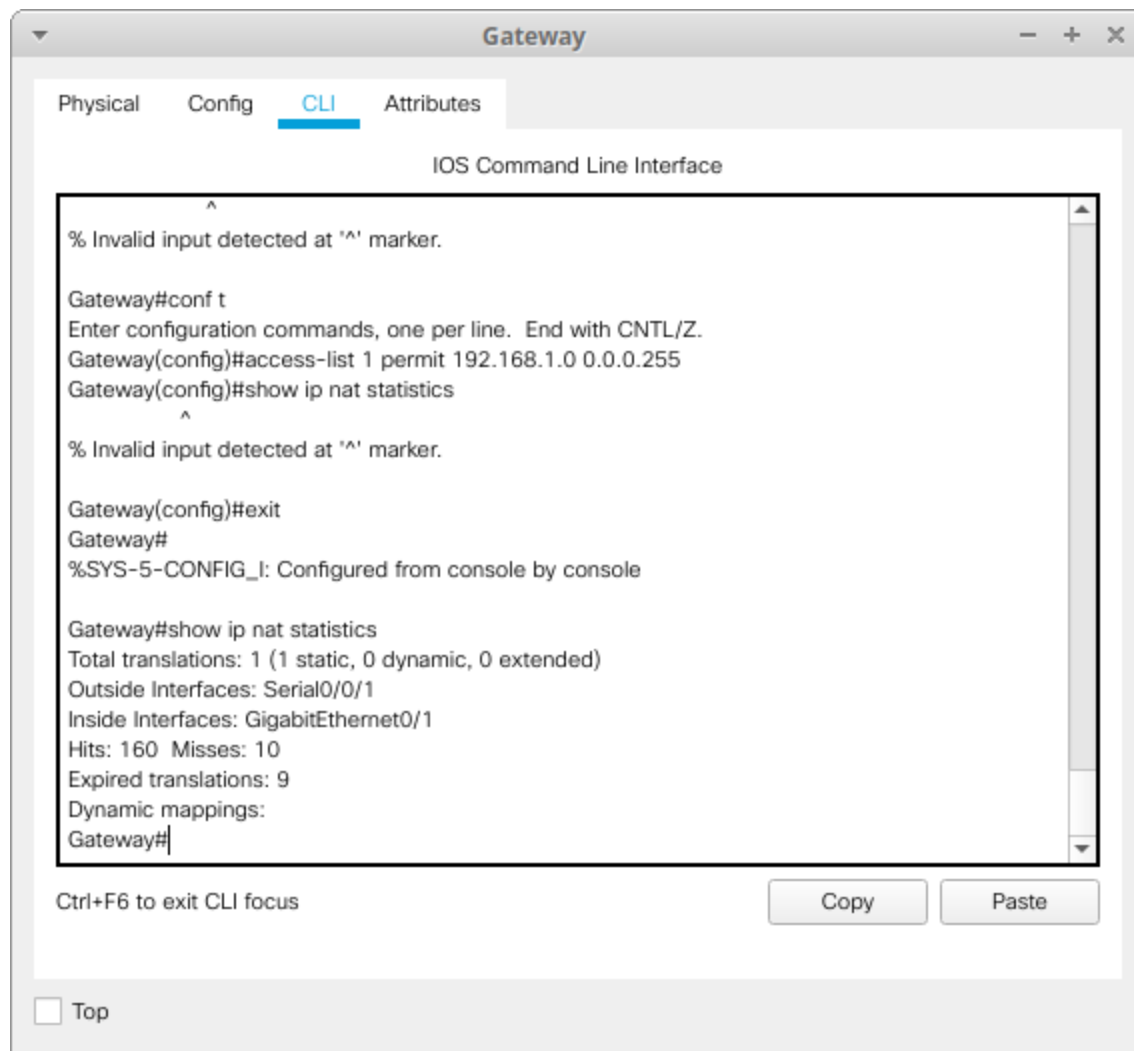 Gateway
Physical Config CLI Attributes
IOS Command Line Interface
^
% Invalid input detected at '^' marker.
Gateway#conf t
Enter configuration commands, one per line. End with CNTL/Z.
Gateway(config)#access-list 1 permit 192.168.1.0 0.0.0.255
Gateway(config)#show ip nat statistics
^
% Invalid input detected at '^' marker.
Gateway(config)#exit
Gateway#
%SYS-5-CONFIG_I: Configured from console by console
Gateway#show ip nat statistics
Total translations: 1 (1 static, 0 dynamic, 0 extended)
Outside Interfaces: Serial0/0/1
Inside Interfaces: GigabitEthernet0/1
Hits: 160 Misses: 10
Expired translations: 9
Dynamic mappings:
Gateway#
Ctrl+F6 to exit CLI focus
Copy Paste
Top